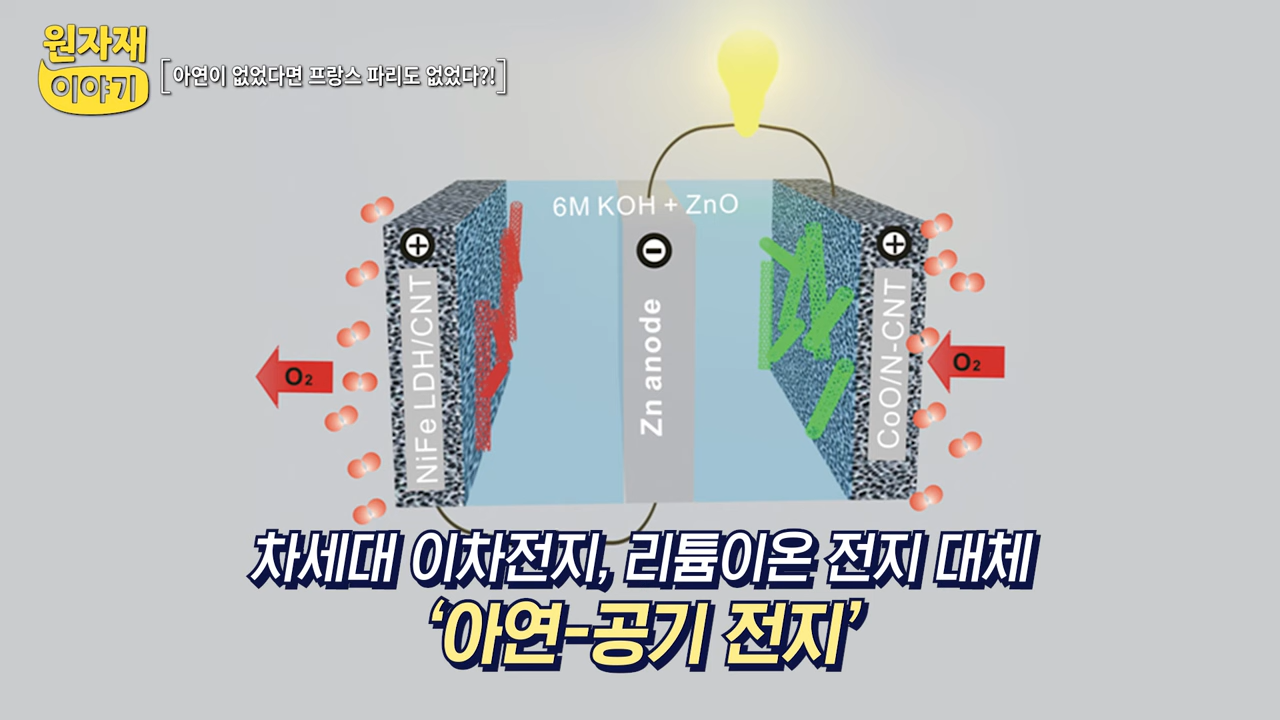 원자재
이야기
[아연이 없었다면 프랑스 파리도 없었다?!]
6M KOH + ZnO
+
−
+
NiFe LDH/CNT
Zn anode
CoO/N-CNT
O₂
O₂
차세대 이차전지, 리튬이온 전지 대체
‘아연-공기 전지’